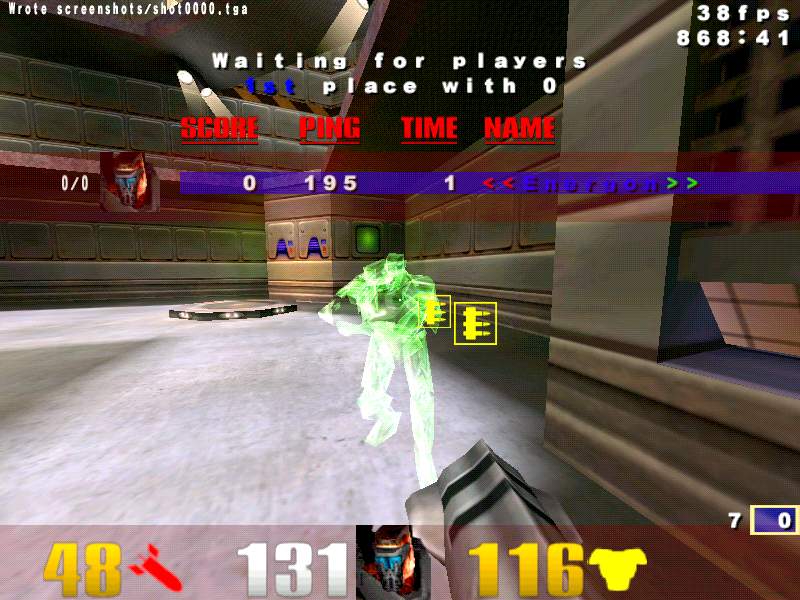 Wrote screenshots/shot0000.tga
38fps
868:41
Waiting for players
1st place with 0
SCORE PING TIME NAME
0/0 0 195 1 <<Enargon>>
7 0
48 131 116